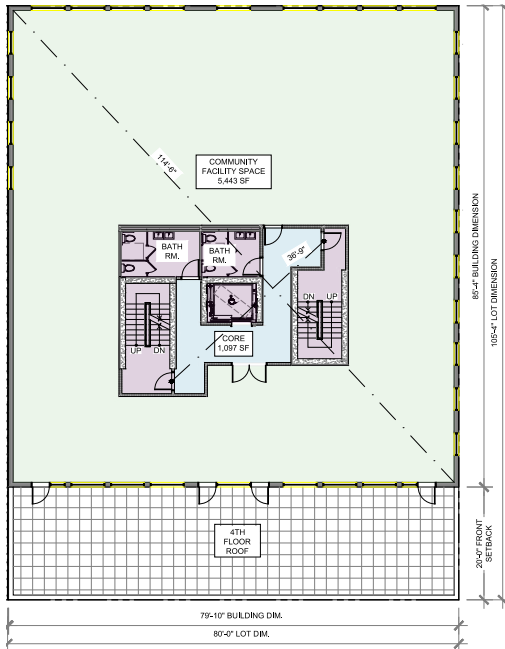 114'-6"
COMMUNITY
FACILITY SPACE
5,443 SF
BATH
RM.
BATH
RM.
36'-9"
DN UP
UP DN
CORE
1,097 SF
85'-4" BUILDING DIMENSION
105'-4" LOT DIMENSION
4TH
FLOOR
ROOF
20'-0" FRONT
SETBACK
79'-10" BUILDING DIM.
80'-0" LOT DIM.